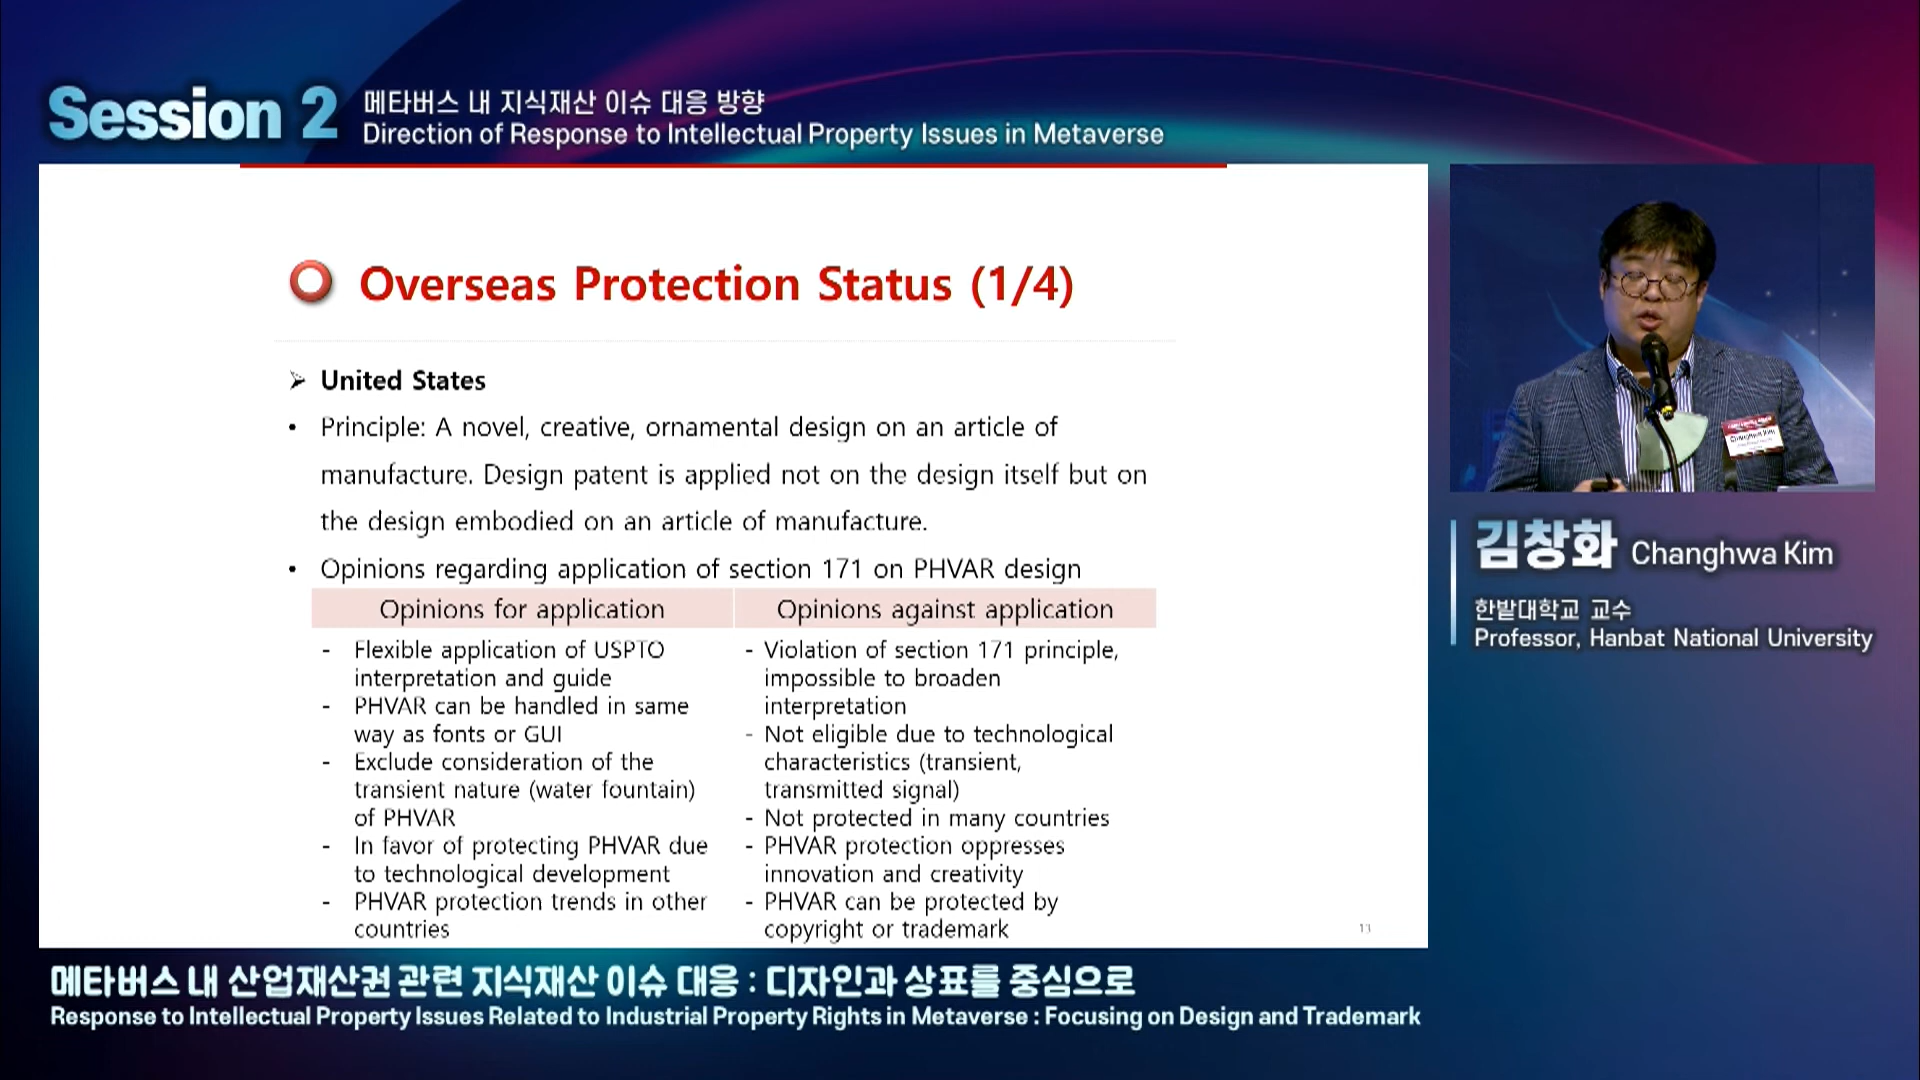 Session 2
메타버스 내 지식재산 이슈 대응 방향
Direction of Response to Intellectual Property Issues in Metaverse
Overseas Protection Status (1/4)
➢ United States
• Principle: A novel, creative, ornamental design on an article of
manufacture. Design patent is applied not on the design itself but on
the design embodied on an article of manufacture.
• Opinions regarding application of section 171 on PHVAR design
Opinions for application
- Flexible application of USPTO
interpretation and guide
- PHVAR can be handled in same
way as fonts or GUI
- Exclude consideration of the
transient nature (water fountain)
of PHVAR
- In favor of protecting PHVAR due
to technological development
- PHVAR protection trends in other
countries
Opinions against application
- Violation of section 171 principle,
impossible to broaden
interpretation
- Not eligible due to technological
characteristics (transient,
transmitted signal)
- Not protected in many countries
- PHVAR protection oppresses
innovation and creativity
- PHVAR can be protected by
copyright or trademark
13
Changhwa Kim
김창화 Changhwa Kim
한밭대학교 교수
Professor, Hanbat National University
메타버스 내 산업재산권 관련 지식재산 이슈 대응 : 디자인과 상표를 중심으로
Response to Intellectual Property Issues Related to Industrial Property Rights in Metaverse : Focusing on Design and Trademark